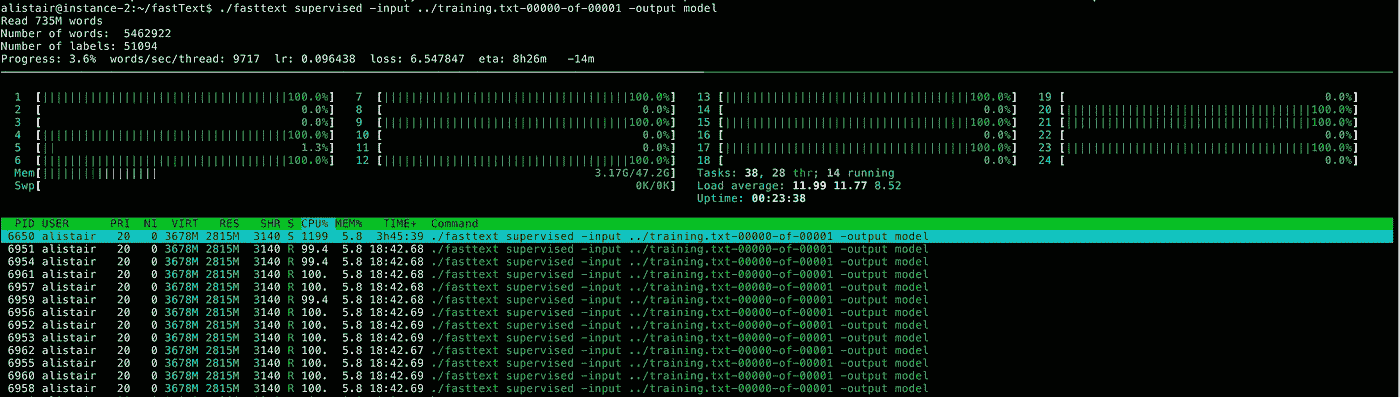 alistair@instance-2:~/fastText$ ./fasttext supervised -input ../training.txt-00000-of-00001 -output model
Read 735M words
Number of words:  5462922
Number of labels: 51094
Progress: 3.6%  words/sec/thread: 9717  lr: 0.096438  loss: 6.547847  eta: 8h26m   -14m
1 [||||||||||||||||||||||||||||||||||||100.0%] 7 [||||||||||||||||||||||||||||||||||||100.0%] 13 [||||||||||||||||||||||||||||||||||||100.0%] 19 [0.0%]
2 [0.0%] 8 [0.0%] 14 [0.0%] 20 [||||||||||||||||||||||||||||||||||||100.0%]
3 [0.0%] 9 [||||||||||||||||||||||||||||||||||||100.0%] 15 [||||||||||||||||||||||||||||||||||||100.0%] 21 [||||||||||||||||||||||||||||||||||||100.0%]
4 [||||||||||||||||||||||||||||||||||||100.0%] 10 [0.0%] 16 [0.0%] 22 [0.0%]
5 [|| 1.3%] 11 [0.0%] 17 [||||||||||||||||||||||||||||||||||||100.0%] 23 [||||||||||||||||||||||||||||||||||||100.0%]
6 [||||||||||||||||||||||||||||||||||||100.0%] 12 [||||||||||||||||||||||||||||||||||||100.0%] 18 [0.0%] 24 [0.0%]
Mem[||||||||||||||||| 3.17G/47.2G] Tasks: 38, 28 thr; 14 running
Swp[0K/0K] Load average: 11.99 11.77 8.52
Uptime: 00:23:38
PID USER PRI NI VIRT RES SHR S CPU% MEM% TIME+ Command
6650 alistair 20 0 3678M 2815M 3140 S 1199 5.8 3h45:39 ./fasttext supervised -input ../training.txt-00000-of-00001 -output model
6951 alistair 20 0 3678M 2815M 3140 R 99.4 5.8 18:42.68 ./fasttext supervised -input ../training.txt-00000-of-00001 -output model
6954 alistair 20 0 3678M 2815M 3140 R 99.4 5.8 18:42.68 ./fasttext supervised -input ../training.txt-00000-of-00001 -output model
6961 alistair 20 0 3678M 2815M 3140 R 100. 5.8 18:42.68 ./fasttext supervised -input ../training.txt-00000-of-00001 -output model
6957 alistair 20 0 3678M 2815M 3140 R 100. 5.8 18:42.68 ./fasttext supervised -input ../training.txt-00000-of-00001 -output model
6959 alistair 20 0 3678M 2815M 3140 R 99.4 5.8 18:42.68 ./fasttext supervised -input ../training.txt-00000-of-00001 -output model
6956 alistair 20 0 3678M 2815M 3140 R 100. 5.8 18:42.69 ./fasttext supervised -input ../training.txt-00000-of-00001 -output model
6952 alistair 20 0 3678M 2815M 3140 R 100. 5.8 18:42.69 ./fasttext supervised -input ../training.txt-00000-of-00001 -output model
6953 alistair 20 0 3678M 2815M 3140 R 100. 5.8 18:42.69 ./fasttext supervised -input ../training.txt-00000-of-00001 -output model
6962 alistair 20 0 3678M 2815M 3140 R 100. 5.8 18:42.67 ./fasttext supervised -input ../training.txt-00000-of-00001 -output model
6955 alistair 20 0 3678M 2815M 3140 R 100. 5.8 18:42.69 ./fasttext supervised -input ../training.txt-00000-of-00001 -output model
6960 alistair 20 0 3678M 2815M 3140 R 100. 5.8 18:42.69 ./fasttext supervised -input ../training.txt-00000-of-00001 -output model
6958 alistair 20 0 3678M 2815M 3140 R 100. 5.8 18:42.69 ./fasttext supervised -input ../training.txt-00000-of-00001 -output model